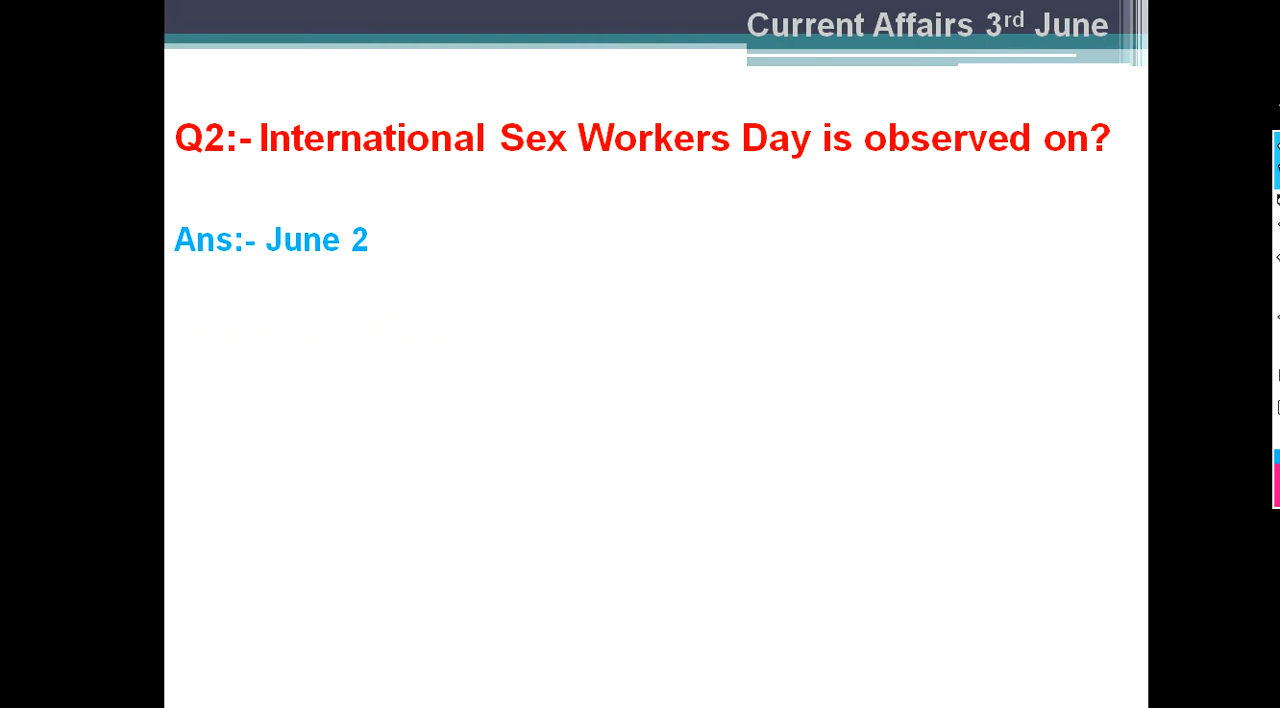 Current Affairs 3rd June
Q2:- International Sex Workers Day is observed on?
Ans:- June 2